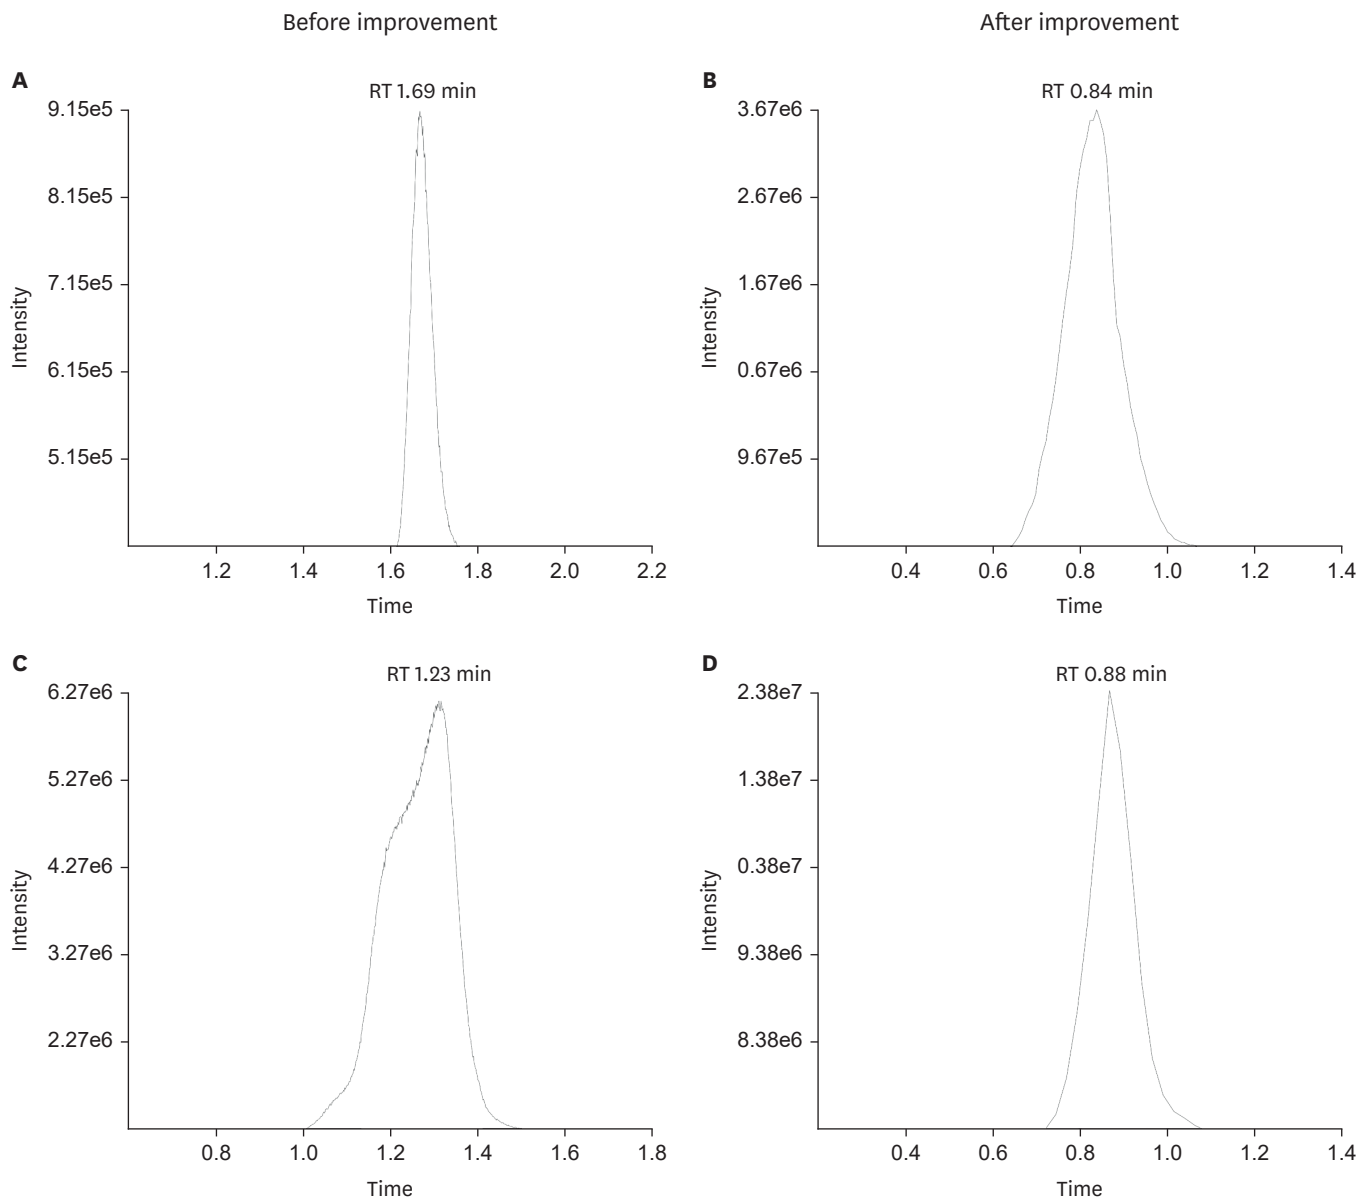 Before improvement
After improvement
A
RT 1.69 min
9.15e5
8.15e5
7.15e5
6.15e5
5.15e5
Intensity
1.2 1.4 1.6 1.8 2.0 2.2
Time
B
RT 0.84 min
3.67e6
2.67e6
1.67e6
0.67e6
9.67e5
Intensity
0.4 0.6 0.8 1.0 1.2 1.4
Time
C
RT 1.23 min
6.27e6
5.27e6
4.27e6
3.27e6
2.27e6
Intensity
0.8 1.0 1.2 1.4 1.6 1.8
Time
D
RT 0.88 min
2.38e7
1.38e7
0.38e7
9.38e6
8.38e6
Intensity
0.4 0.6 0.8 1.0 1.2 1.4
Time